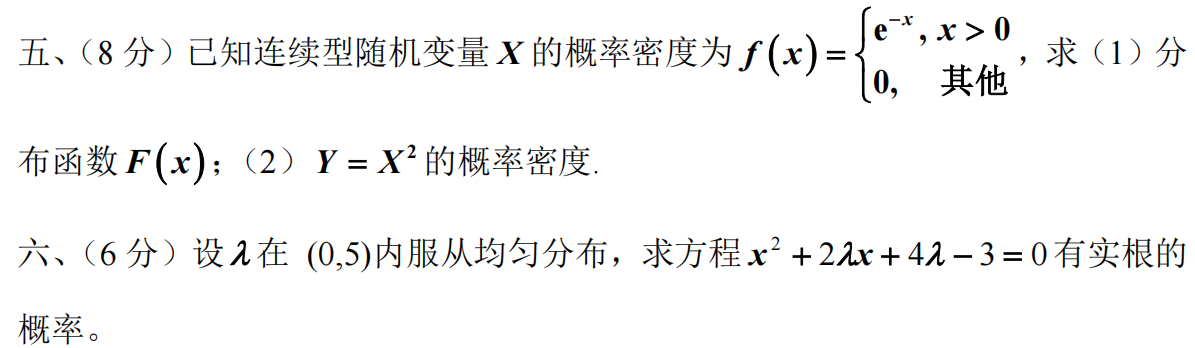 五、（8 分）已知连续型随机变量 X 的概率密度为 f(x)={e⁻ˣ, x>0; 0, 其他，求（1）分
布函数 F(x)；（2） Y = X² 的概率密度.
六、（6 分）设 λ 在 (0,5)内服从均匀分布，求方程 x² + 2λx + 4λ − 3 = 0 有实根的
概率。